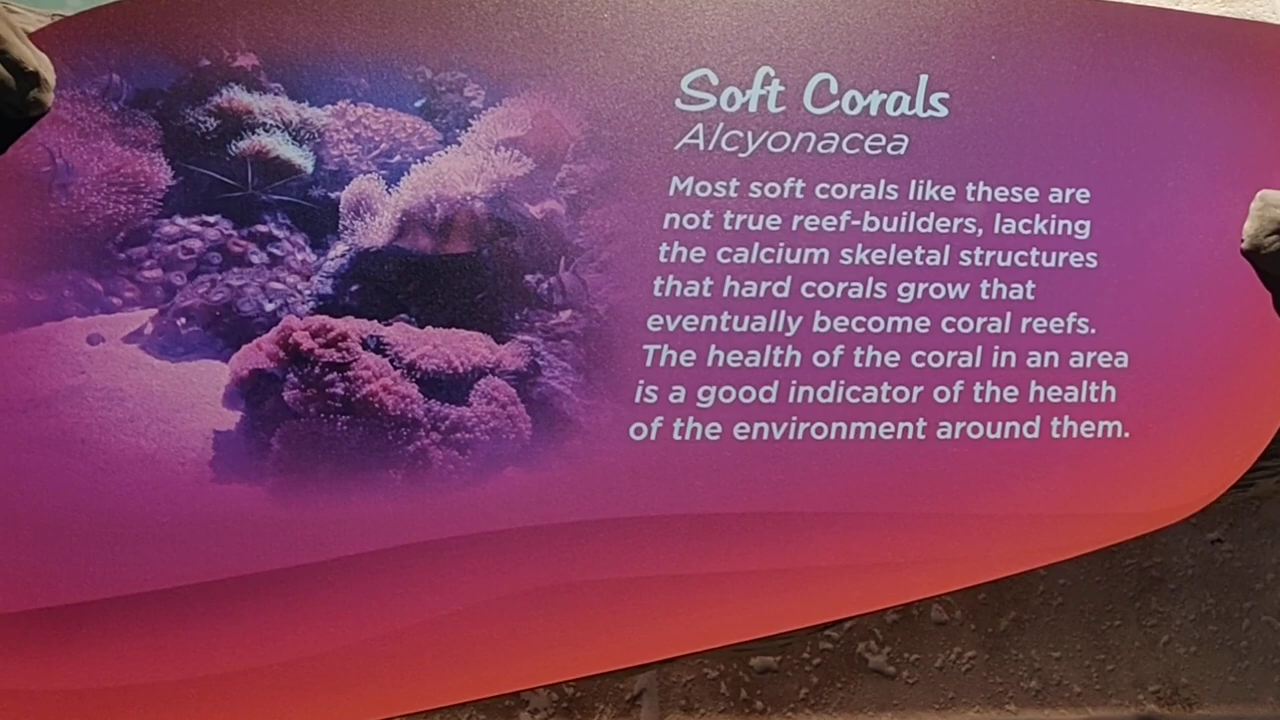 Soft Corals
Alcyonacea
Most soft corals like these are
not true reef-builders, lacking
the calcium skeletal structures
that hard corals grow that
eventually become coral reefs.
The health of the coral in an area
is a good indicator of the health
of the environment around them.